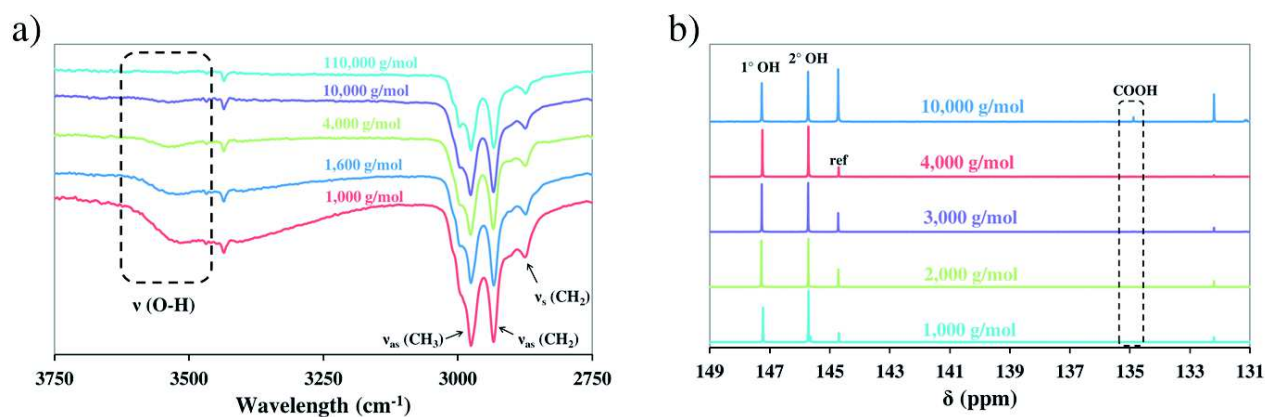 a)
110,000 g/mol
10,000 g/mol
4,000 g/mol
1,600 g/mol
1,000 g/mol
ν (O-H)
νas (CH3)
νas (CH2)
νs (CH2)
3750 3500 3250 3000 2750
Wavelength (cm-1)
b)
1° OH
2° OH
COOH
10,000 g/mol
ref
4,000 g/mol
3,000 g/mol
2,000 g/mol
1,000 g/mol
149 147 145 143 141 139 137 135 133 131
δ (ppm)